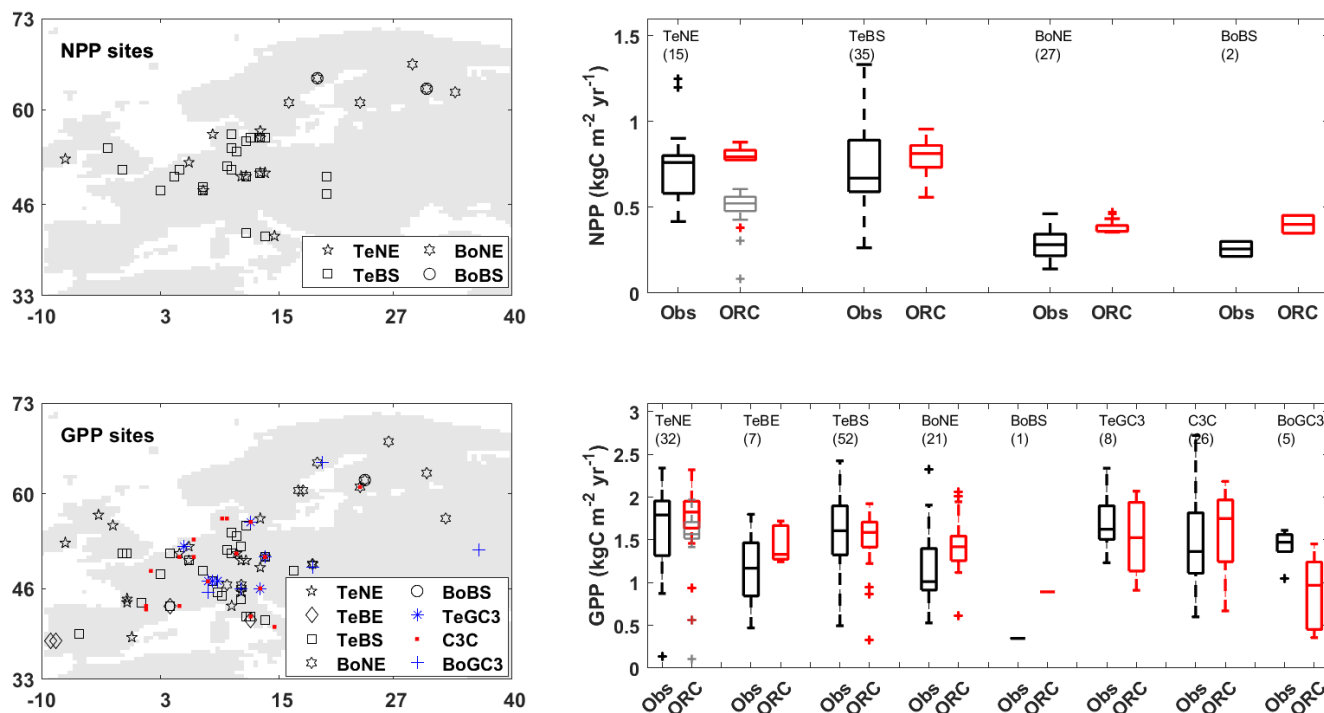 73
60
46
33
NPP sites
TeNE BoNE
TeBS BoBS
-10 3 15 27 40
NPP (kgC m-2 yr-1)
1.5
1
0.5
0
TeNE TeBS BoNE BoBS
(15) (35) (27) (2)
Obs ORC Obs ORC Obs ORC Obs ORC
73
60
46
33
GPP sites
TeNE BoBS
TeBE TeGC3
TeBS C3C
BoNE BoGC3
-10 3 15 27 40
GPP (kgC m-2 yr-1)
3
2.5
2
1.5
1
0.5
0
TeNE TeBE TeBS BoNE BoBS TeGC3 C3C BoGC3
(32) (7) (52) (21) (1) (8) (26) (5)
Obs ORC Obs ORC Obs ORC Obs ORC Obs ORC Obs ORC Obs ORC Obs ORC